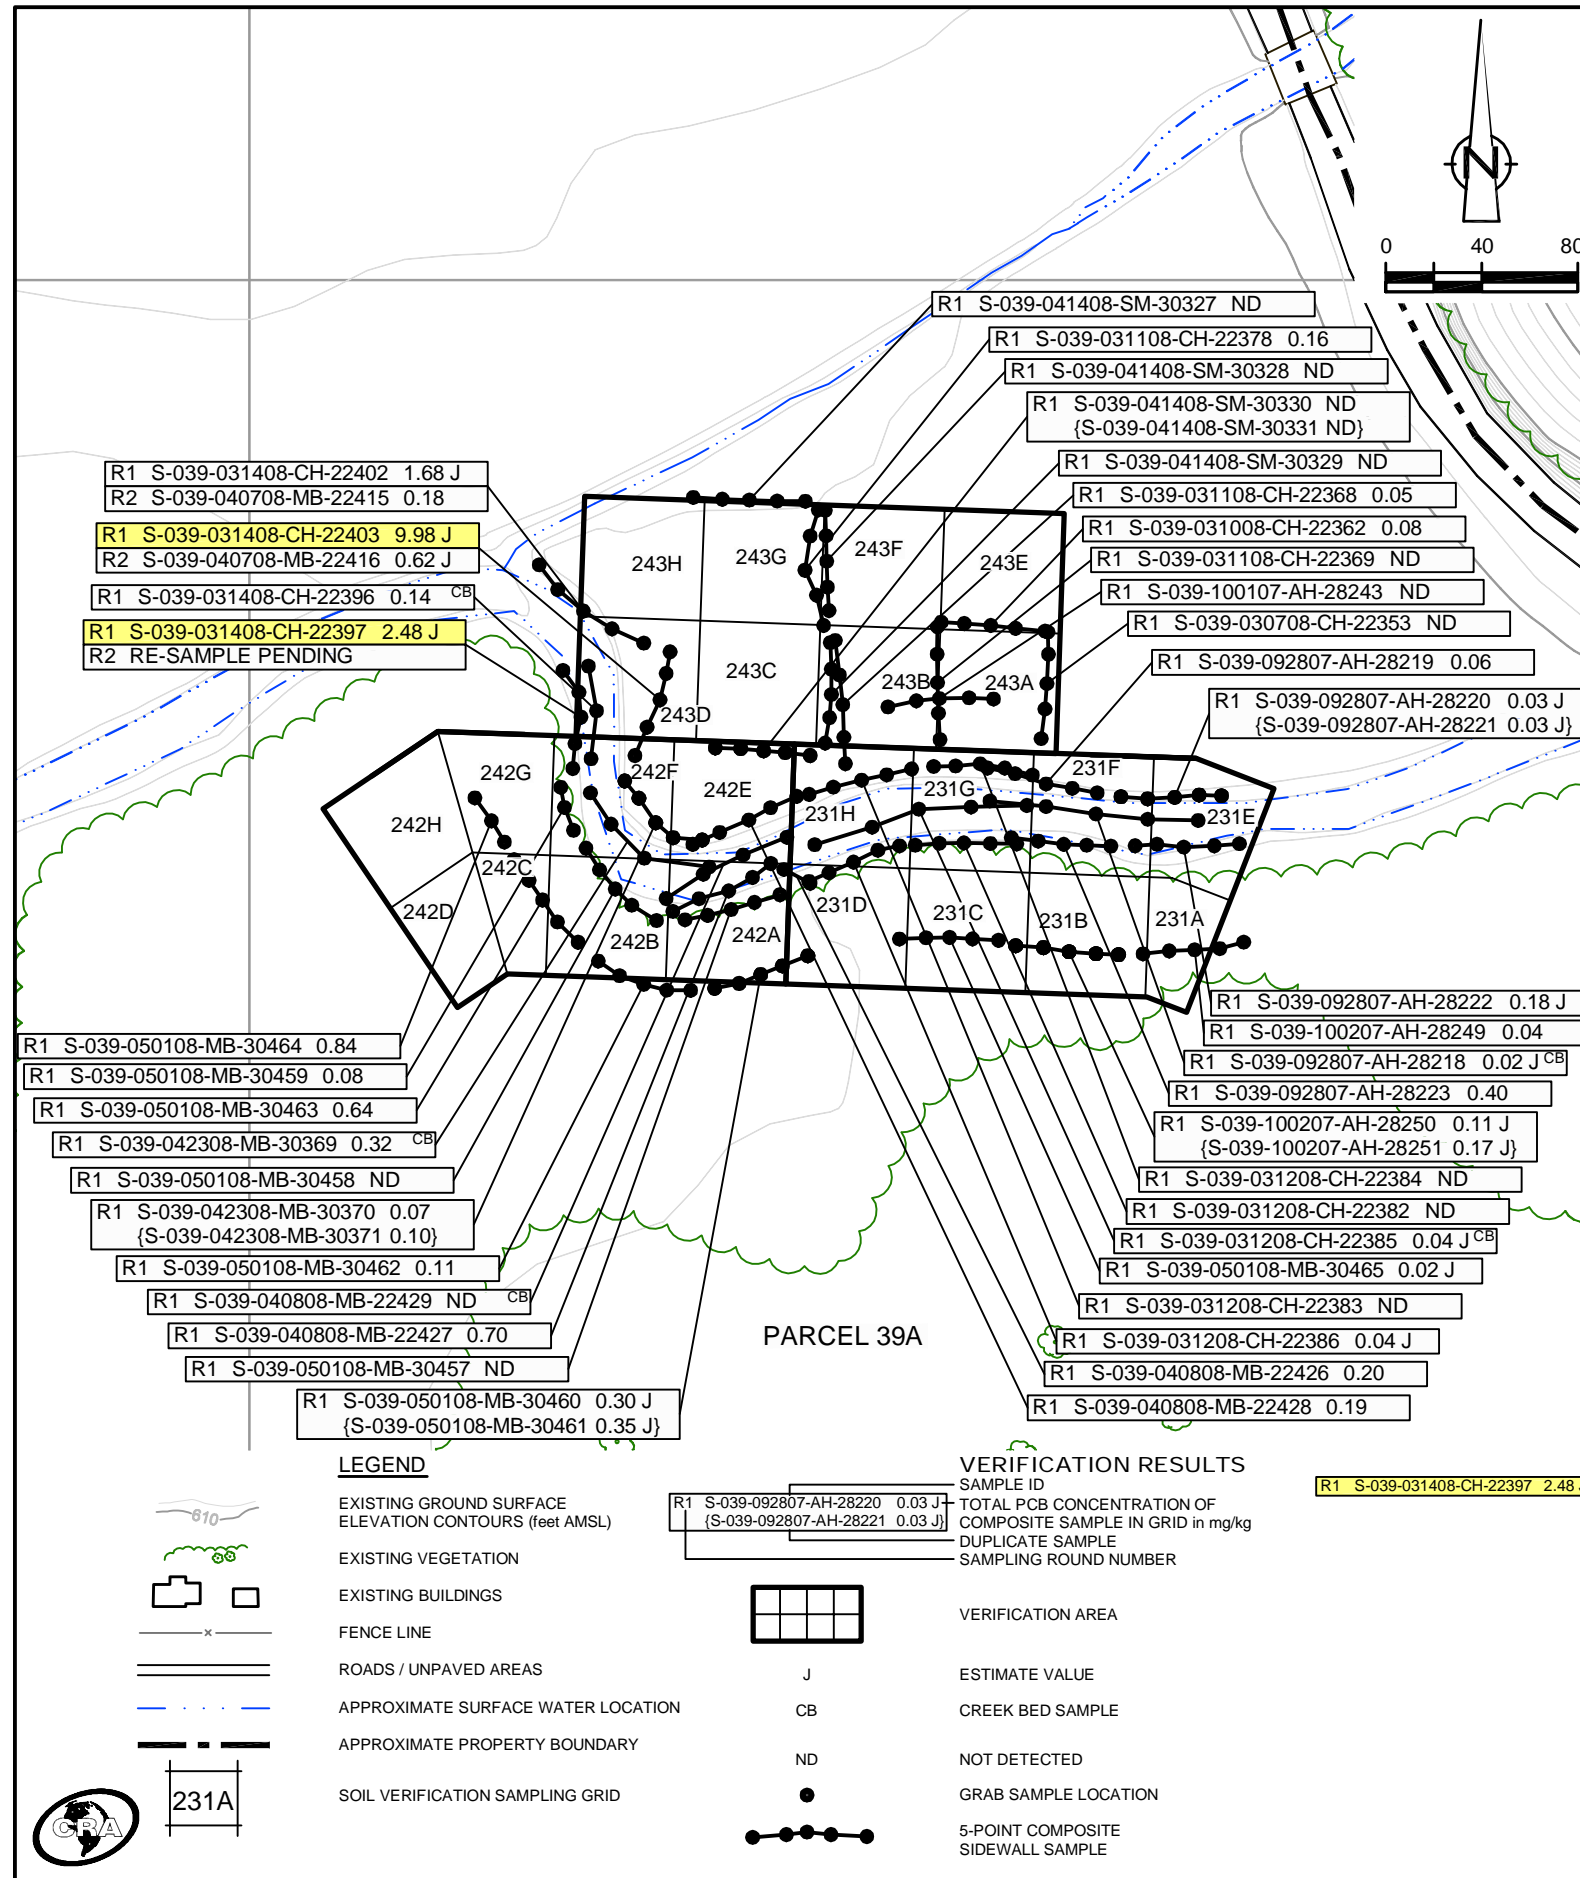 0 40 80
R1 S-039-041408-SM-30327 ND
R1 S-039-031108-CH-22378 0.16
R1 S-039-041408-SM-30328 ND
R1 S-039-041408-SM-30330 ND
{S-039-041408-SM-30331 ND}
R1 S-039-041408-SM-30329 ND
R1 S-039-031108-CH-22368 0.05
R1 S-039-031008-CH-22362 0.08
R1 S-039-031108-CH-22369 ND
R1 S-039-100107-AH-28243 ND
R1 S-039-030708-CH-22353 ND
R1 S-039-092807-AH-28219 0.06
R1 S-039-092807-AH-28220 0.03 J
{S-039-092807-AH-28221 0.03 J}
R1 S-039-031408-CH-22402 1.68 J
R2 S-039-040708-MB-22415 0.18
R1 S-039-031408-CH-22403 9.98 J
R2 S-039-040708-MB-22416 0.62 J
R1 S-039-031408-CH-22396 0.14 CB
R1 S-039-031408-CH-22397 2.48 J
R2 RE-SAMPLE PENDING
243H
243G
243F
243E
243C
243B
243A
243D
242G
242F
242E
231F
231G
231H
231E
242H
242C
242D
242B
242A
231D
231C
231B
231A
R1 S-039-050108-MB-30464 0.84
R1 S-039-050108-MB-30459 0.08
R1 S-039-050108-MB-30463 0.64
R1 S-039-042308-MB-30369 0.32 CB
R1 S-039-050108-MB-30458 ND
R1 S-039-042308-MB-30370 0.07
{S-039-042308-MB-30371 0.10}
R1 S-039-050108-MB-30462 0.11
R1 S-039-040808-MB-22429 ND CB
R1 S-039-040808-MB-22427 0.70
R1 S-039-050108-MB-30457 ND
R1 S-039-050108-MB-30460 0.30 J
{S-039-050108-MB-30461 0.35 J}
R1 S-039-092807-AH-28222 0.18 J
R1 S-039-100207-AH-28249 0.04
R1 S-039-092807-AH-28218 0.02 J CB
R1 S-039-092807-AH-28223 0.40
R1 S-039-100207-AH-28250 0.11 J
{S-039-100207-AH-28251 0.17 J}
R1 S-039-031208-CH-22384 ND
R1 S-039-031208-CH-22382 ND
R1 S-039-031208-CH-22385 0.04 J CB
R1 S-039-050108-MB-30465 0.02 J
R1 S-039-031208-CH-22383 ND
R1 S-039-031208-CH-22386 0.04 J
R1 S-039-040808-MB-22426 0.20
R1 S-039-040808-MB-22428 0.19
PARCEL 39A
LEGEND
810
EXISTING GROUND SURFACE
ELEVATION CONTOURS (feet AMSL)
EXISTING VEGETATION
EXISTING BUILDINGS
x
FENCE LINE
ROADS / UNPAVED AREAS
APPROXIMATE SURFACE WATER LOCATION
APPROXIMATE PROPERTY BOUNDARY
231A
SOIL VERIFICATION SAMPLING GRID
CRA
VERIFICATION RESULTS
R1 S-039-092807-AH-28220 0.03 J
{S-039-092807-AH-28221 0.03 J}
SAMPLE ID
TOTAL PCB CONCENTRATION OF
COMPOSITE SAMPLE IN GRID in mg/kg
DUPLICATE SAMPLE
SAMPLING ROUND NUMBER
R1 S-039-031408-CH-22397 2.48
VERIFICATION AREA
J
ESTIMATE VALUE
CB
CREEK BED SAMPLE
ND
NOT DETECTED
GRAB SAMPLE LOCATION
5-POINT COMPOSITE
SIDEWALL SAMPLE
N